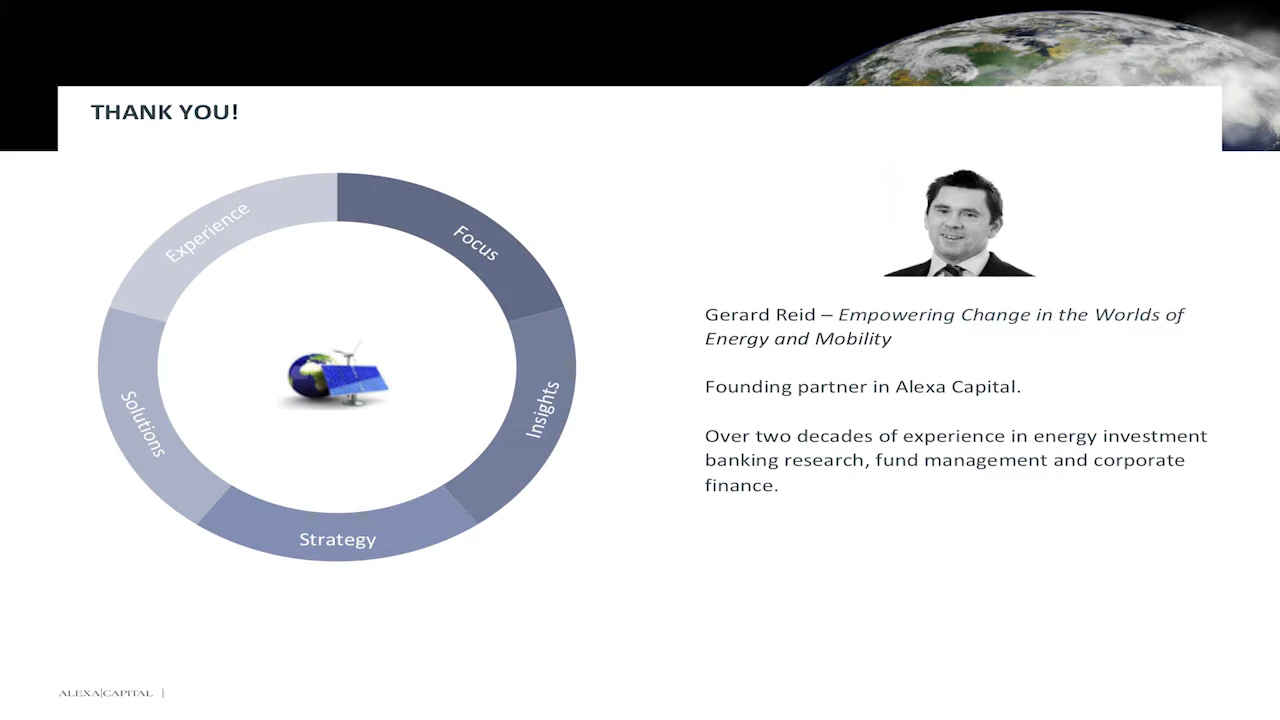 THANK YOU!
Experience
Focus
Insights
Strategy
Solutions
Gerard Reid – Empowering Change in the Worlds of
Energy and Mobility
Founding partner in Alexa Capital.
Over two decades of experience in energy investment
banking research, fund management and corporate
finance.
ALEXA|CAPITAL |